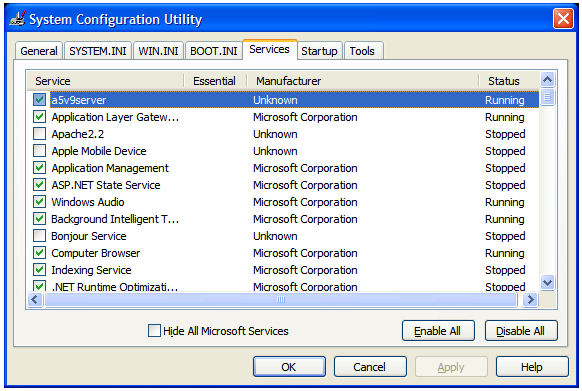 System Configuration Utility
General SYSTEM.INI WIN.INI BOOT.INI Services Startup Tools
Service Essential Manufacturer Status
a5v9server Unknown Running
Application Layer Gatew... Microsoft Corporation Running
Apache2.2 Unknown Stopped
Apple Mobile Device Unknown Stopped
Application Management Microsoft Corporation Stopped
ASP.NET State Service Microsoft Corporation Stopped
Windows Audio Microsoft Corporation Running
Background Intelligent T... Microsoft Corporation Running
Bonjour Service Unknown Stopped
Computer Browser Microsoft Corporation Running
Indexing Service Microsoft Corporation Stopped
.NET Runtime Optimizati... Microsoft Corporation Stopped
Hide All Microsoft Services Enable All Disable All
OK Cancel Apply Help